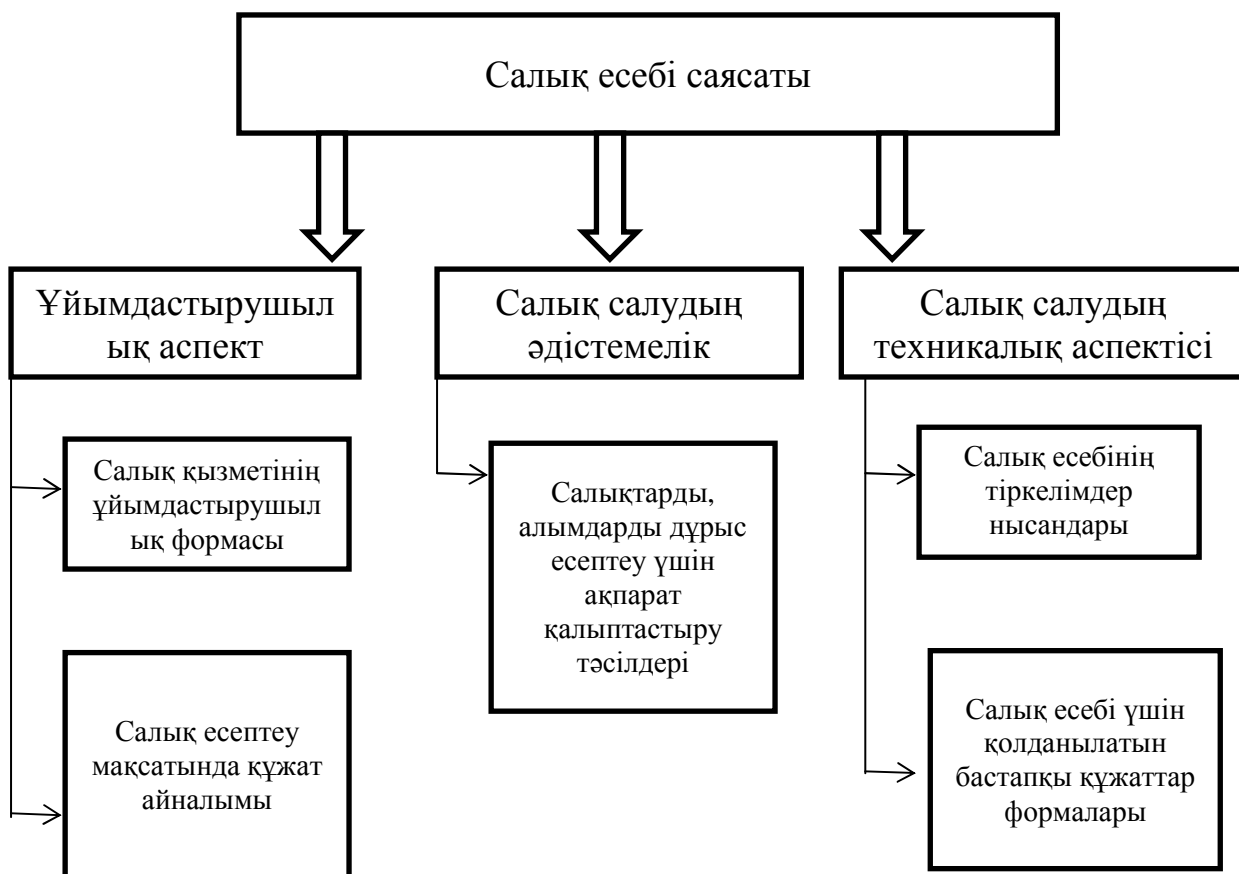 Салық есебі саясаты
Ұйымдастырушыл
ық аспект
Салық салудың
әдістемелік
Салық салудың
техникалық аспектісі
Салық қызметінің
ұйымдастырушыл
ық формасы
Салықтарды,
алымдарды дұрыс
есептеу үшін
ақпарат
қалыптастыру
тәсілдері
Салық есебінің
тіркелімдер
нысандары
Салық есептеу
мақсатында құжат
айналымы
Салық есебі үшін
қолданылатын
бастапқы құжаттар
формалары